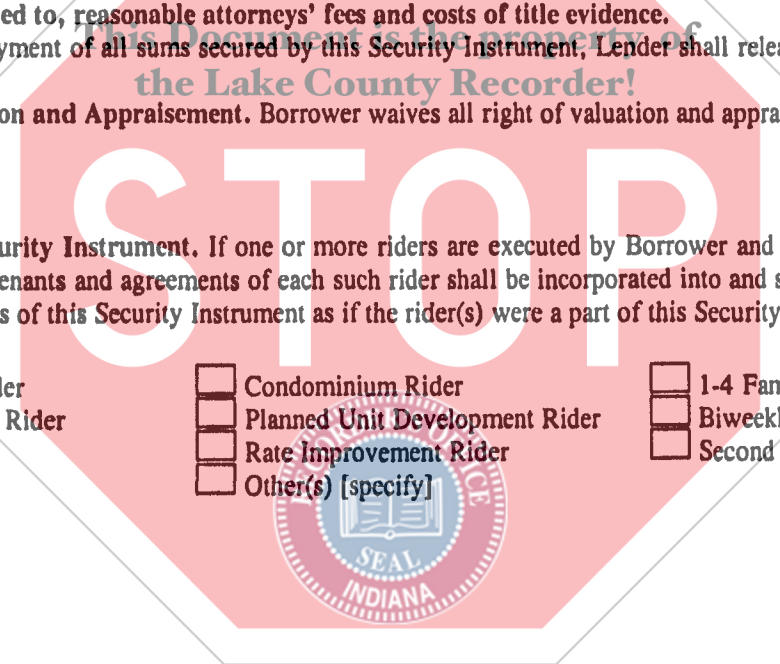 ed to, reasonable attorneys' fees and costs of title evidence.
This Document is the property of
yment of all sums secured by this Security Instrument, Lender shall relea
the Lake County Recorder!
on and Appraisement. Borrower waives all right of valuation and appra
STOP
urity Instrument. If one or more riders are executed by Borrower and
enants and agreements of each such rider shall be incorporated into and s
s of this Security Instrument as if the rider(s) were a part of this Security
der Condominium Rider 1-4 Fam
Rider Planned Unit Development Rider Biweekl
Rate Improvement Rider Second
Other(s) [specify]
RECORDER'S OFFICE
SEAL
INDIANA